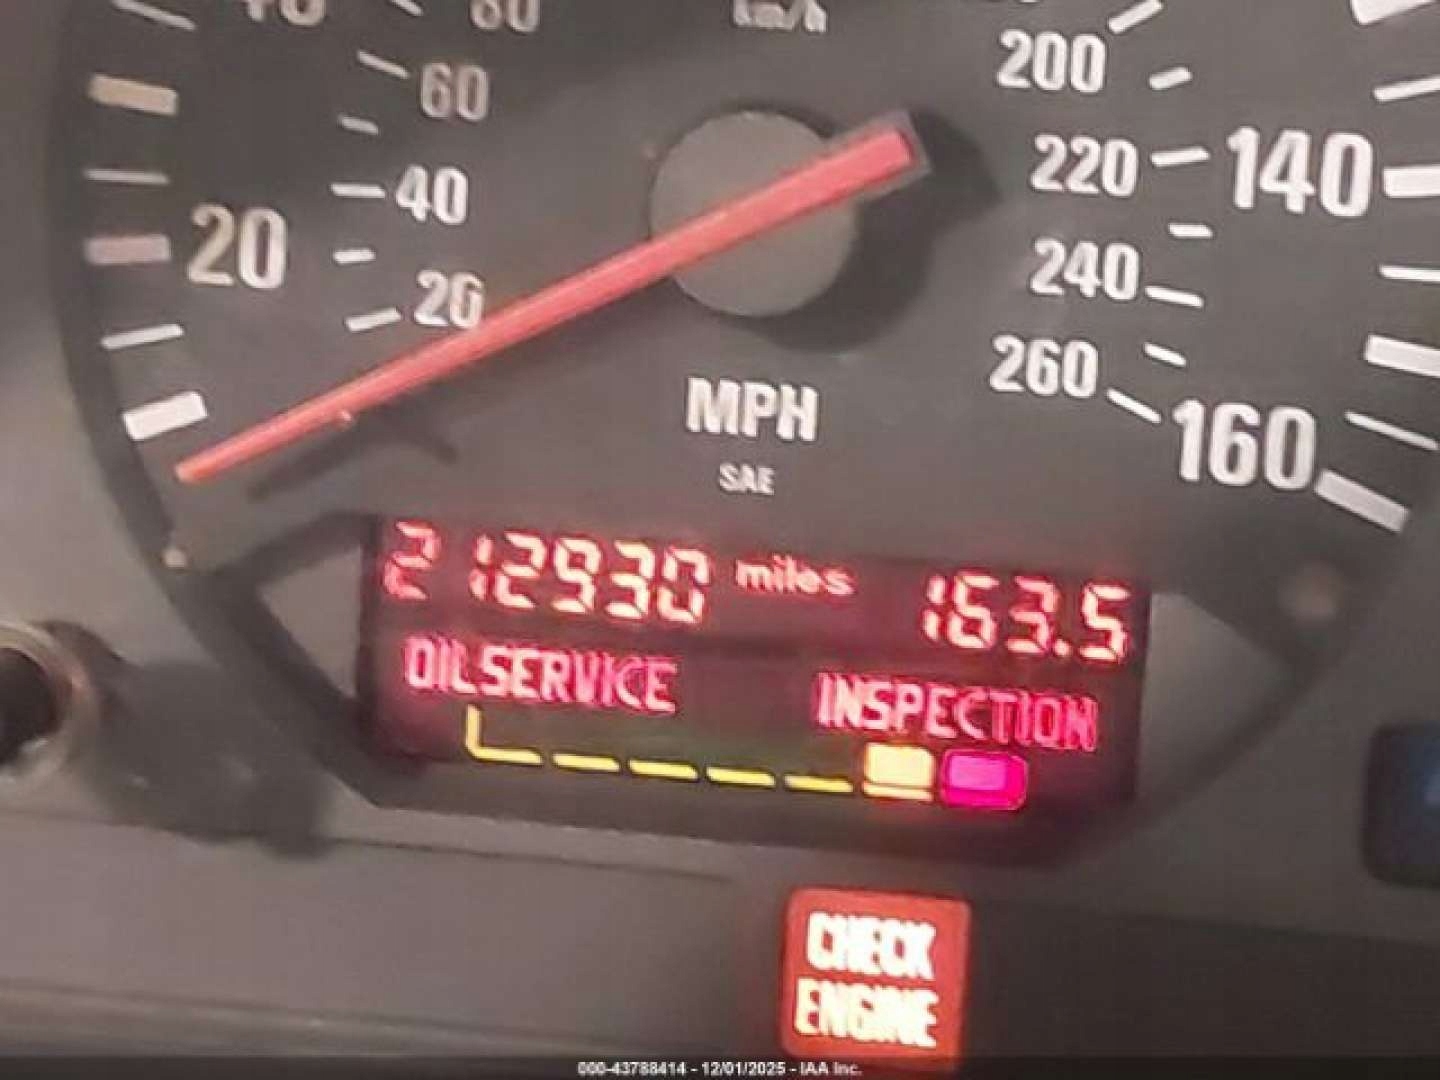 80
km/h
60
40
20
20
200
220
140
240
260
160
MPH
SAE
212930 miles 163.5
OILSERVICE INSPECTION
CHECK
ENGINE
000-43788414 - 12/01/2025 - IAA Inc.